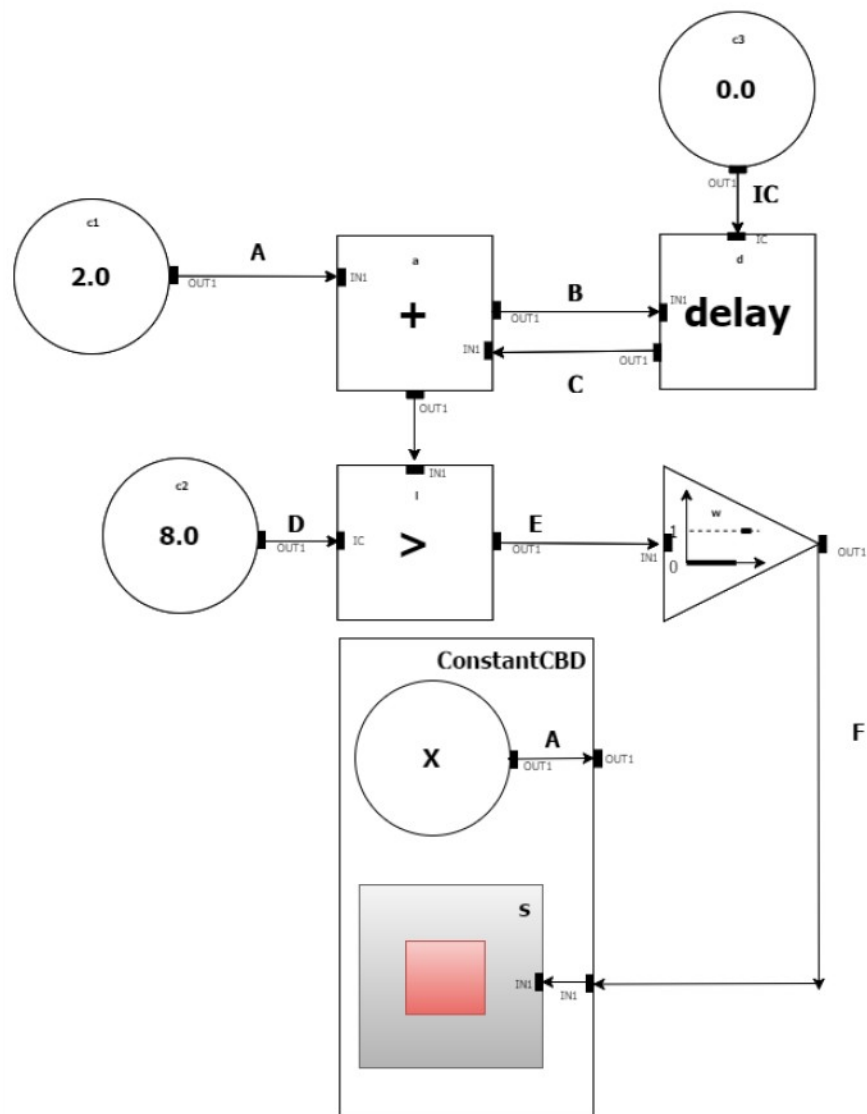 c3
0.0
OUT1
IC
IC
c1
2.0
OUT1
A
IN1
a
+
OUT1
B
IN1
d
delay
IN1
OUT1
C
OUT1
c2
8.0
OUT1
D
IC
IN1
l
>
OUT1
E
IN1
w
1
0
OUT1
F
ConstantCBD
X
OUT1
A
OUT1
s
IN1
IN1